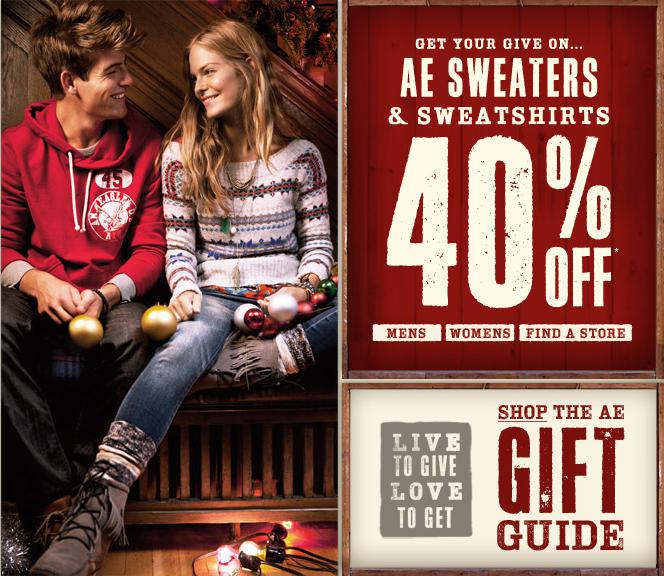 45
GET YOUR GIVE ON...
AE SWEATERS
& SWEATSHIRTS
40%
OFF*
MENS
WOMENS
FIND A STORE
LIVE
TO GIVE
LOVE
TO GET
SHOP THE AE
GIFT
GUIDE